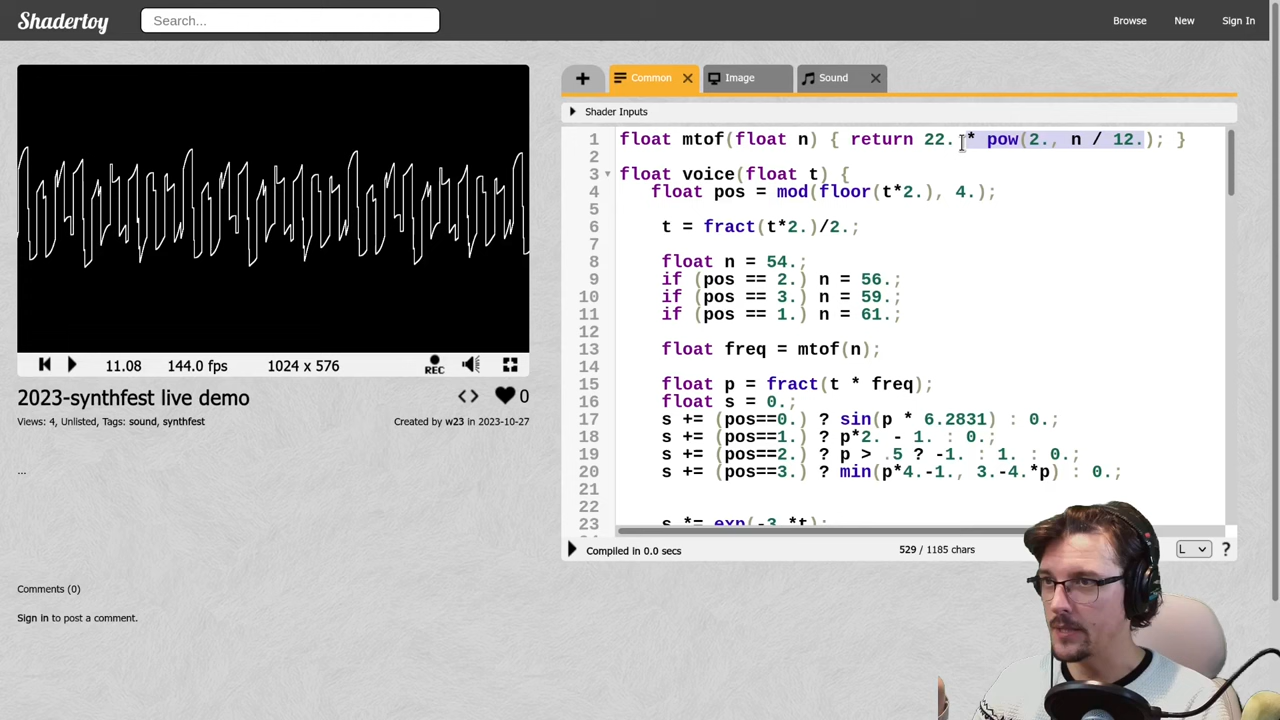 Shadertoy
Search...
Browse
New
Sign In
+
Common
Image
Sound
Shader Inputs
1 float mtof(float n) { return 22. * pow(2., n / 12.); }
2
3 float voice(float t) {
4 float pos = mod(floor(t*2.), 4.);
5
6 t = fract(t*2.)/2.;
7
8 float n = 54.;
9 if (pos == 2.) n = 56.;
10 if (pos == 3.) n = 59.;
11 if (pos == 1.) n = 61.;
12
13 float freq = mtof(n);
14
15 float p = fract(t * freq);
16 float s = 0.;
17 s += (pos==0.) ? sin(p * 6.2831) : 0.;
18 s += (pos==1.) ? p*2. - 1. : 0.;
19 s += (pos==2.) ? p > .5 ? -1. : 1. : 0.;
20 s += (pos==3.) ? min(p*4.-1., 3.-4.*p) : 0.;
21
22
23 s *= exp(-3.*t);
11.08
144.0 fps
1024 x 576
REC
2023-synthfest live demo
<> 0
Views: 4, Unlisted, Tags: sound, synthfest
Created by w23 in 2023-10-27
...
Compiled in 0.0 secs
529 / 1185 chars
L
?
Comments (0)
Sign in to post a comment.